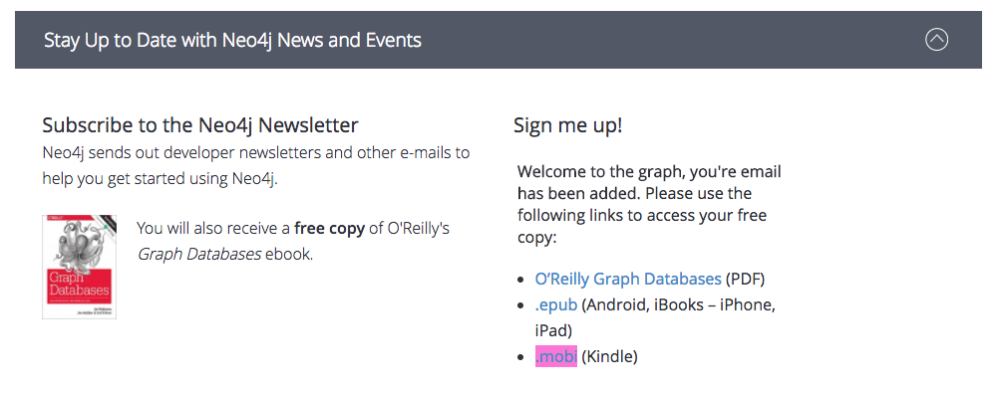 Stay Up to Date with Neo4j News and Events
Subscribe to the Neo4j Newsletter
Neo4j sends out developer newsletters and other e-mails to
help you get started using Neo4j.
O'REILLY
Graph
Databases
You will also receive a free copy of O'Reilly's
Graph Databases ebook.
Sign me up!
Welcome to the graph, you're email
has been added. Please use the
following links to access your free
copy:
• O’Reilly Graph Databases (PDF)
• .epub (Android, iBooks – iPhone,
iPad)
• .mobi (Kindle)